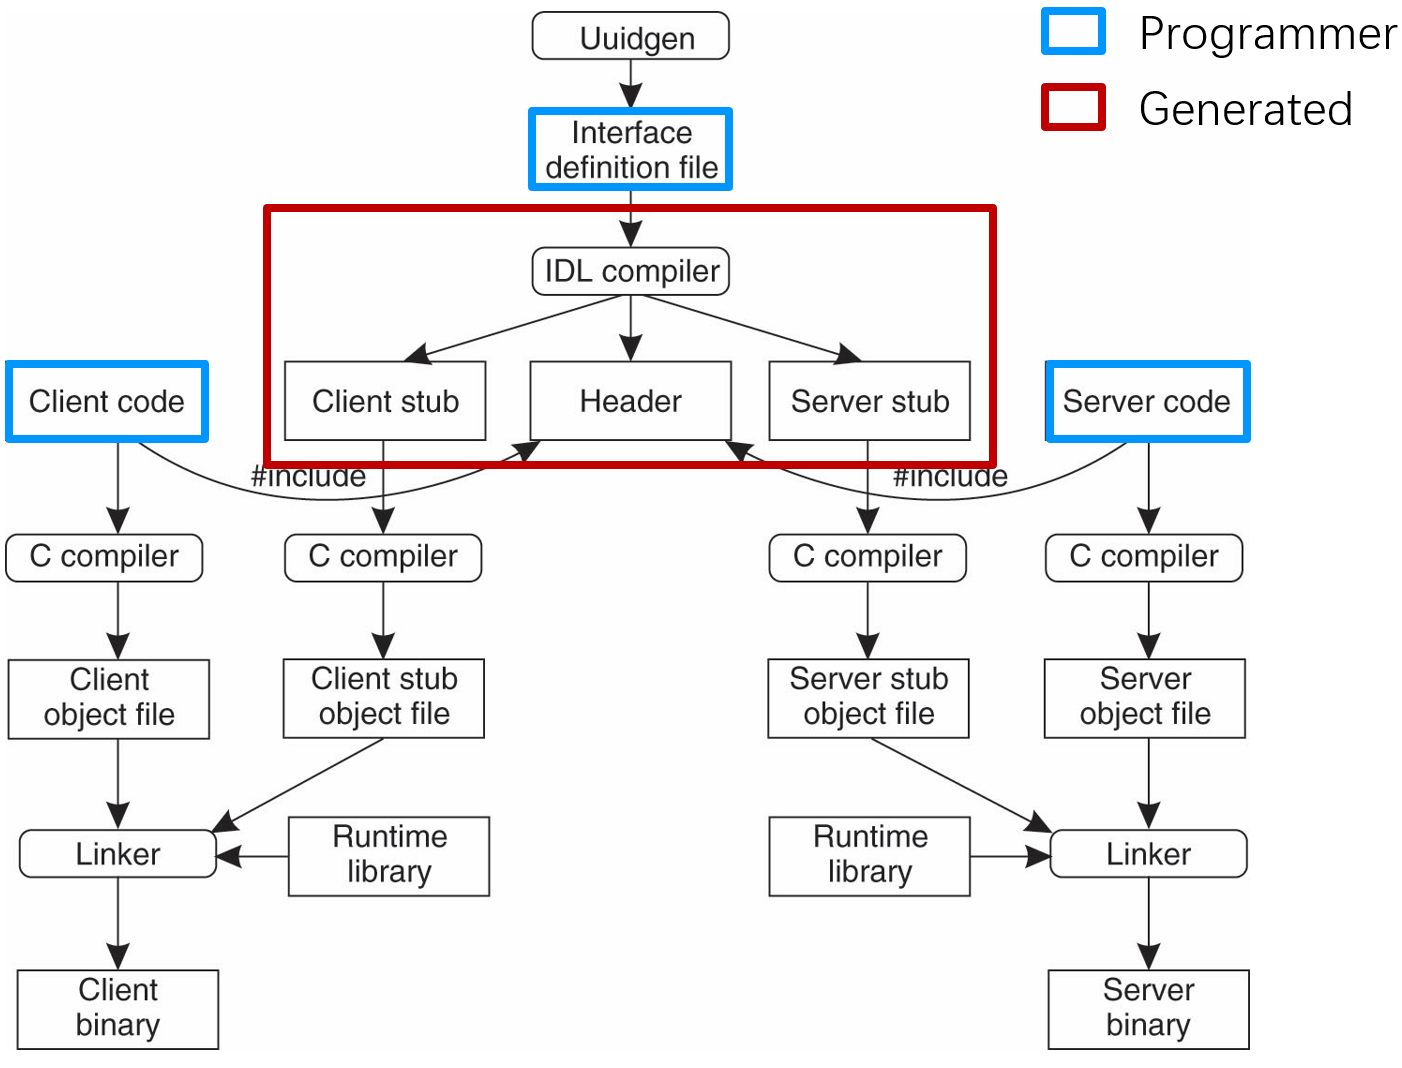 Uuidgen
Programmer
Generated
Interface
definition file
IDL compiler
Client code
Client stub
Header
Server stub
Server code
#include
#include
C compiler
C compiler
C compiler
C compiler
Client
object file
Client stub
object file
Server stub
object file
Server
object file
Linker
Runtime
library
Runtime
library
Linker
Client
binary
Server
binary